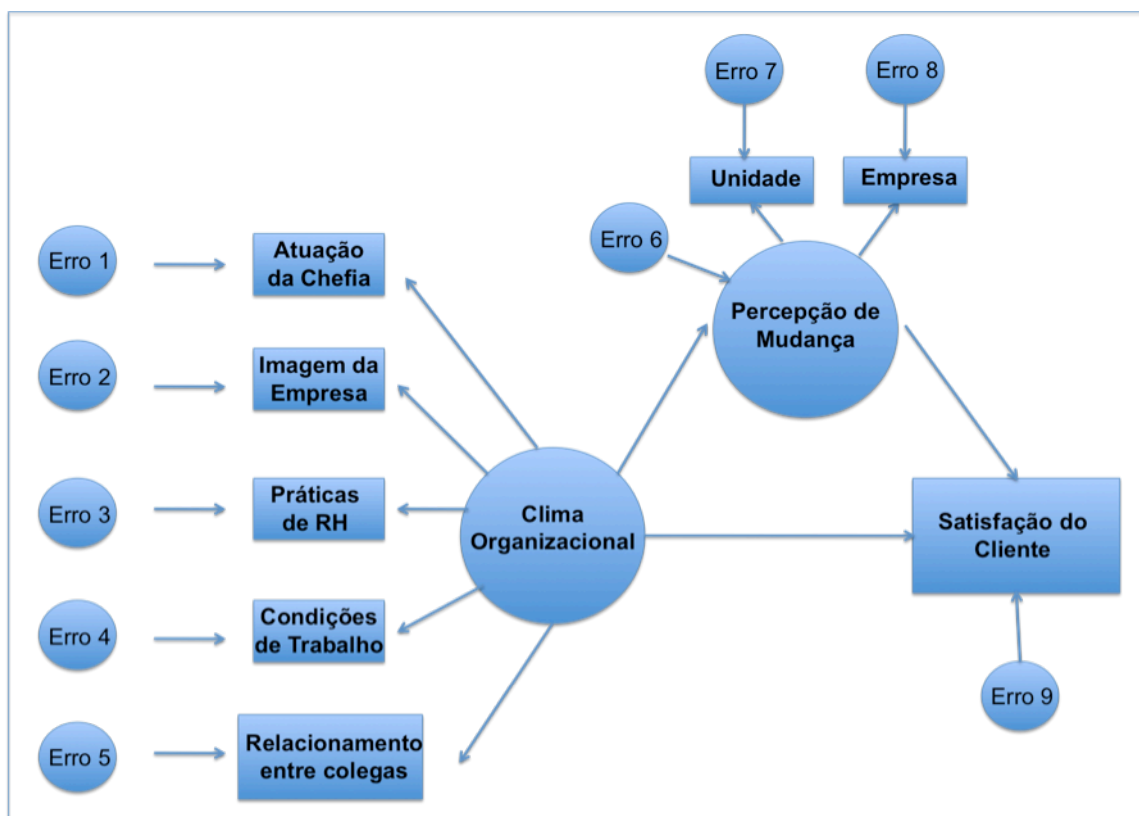 Erro 7
Erro 8
Unidade
Empresa
Erro 6
Percepção de
Mudança
Erro 1
Atuação
da Chefia
Erro 2
Imagem da
Empresa
Erro 3
Práticas
de RH
Clima
Organizacional
Satisfação do
Cliente
Erro 4
Condições
de Trabalho
Erro 9
Erro 5
Relacionamento
entre colegas